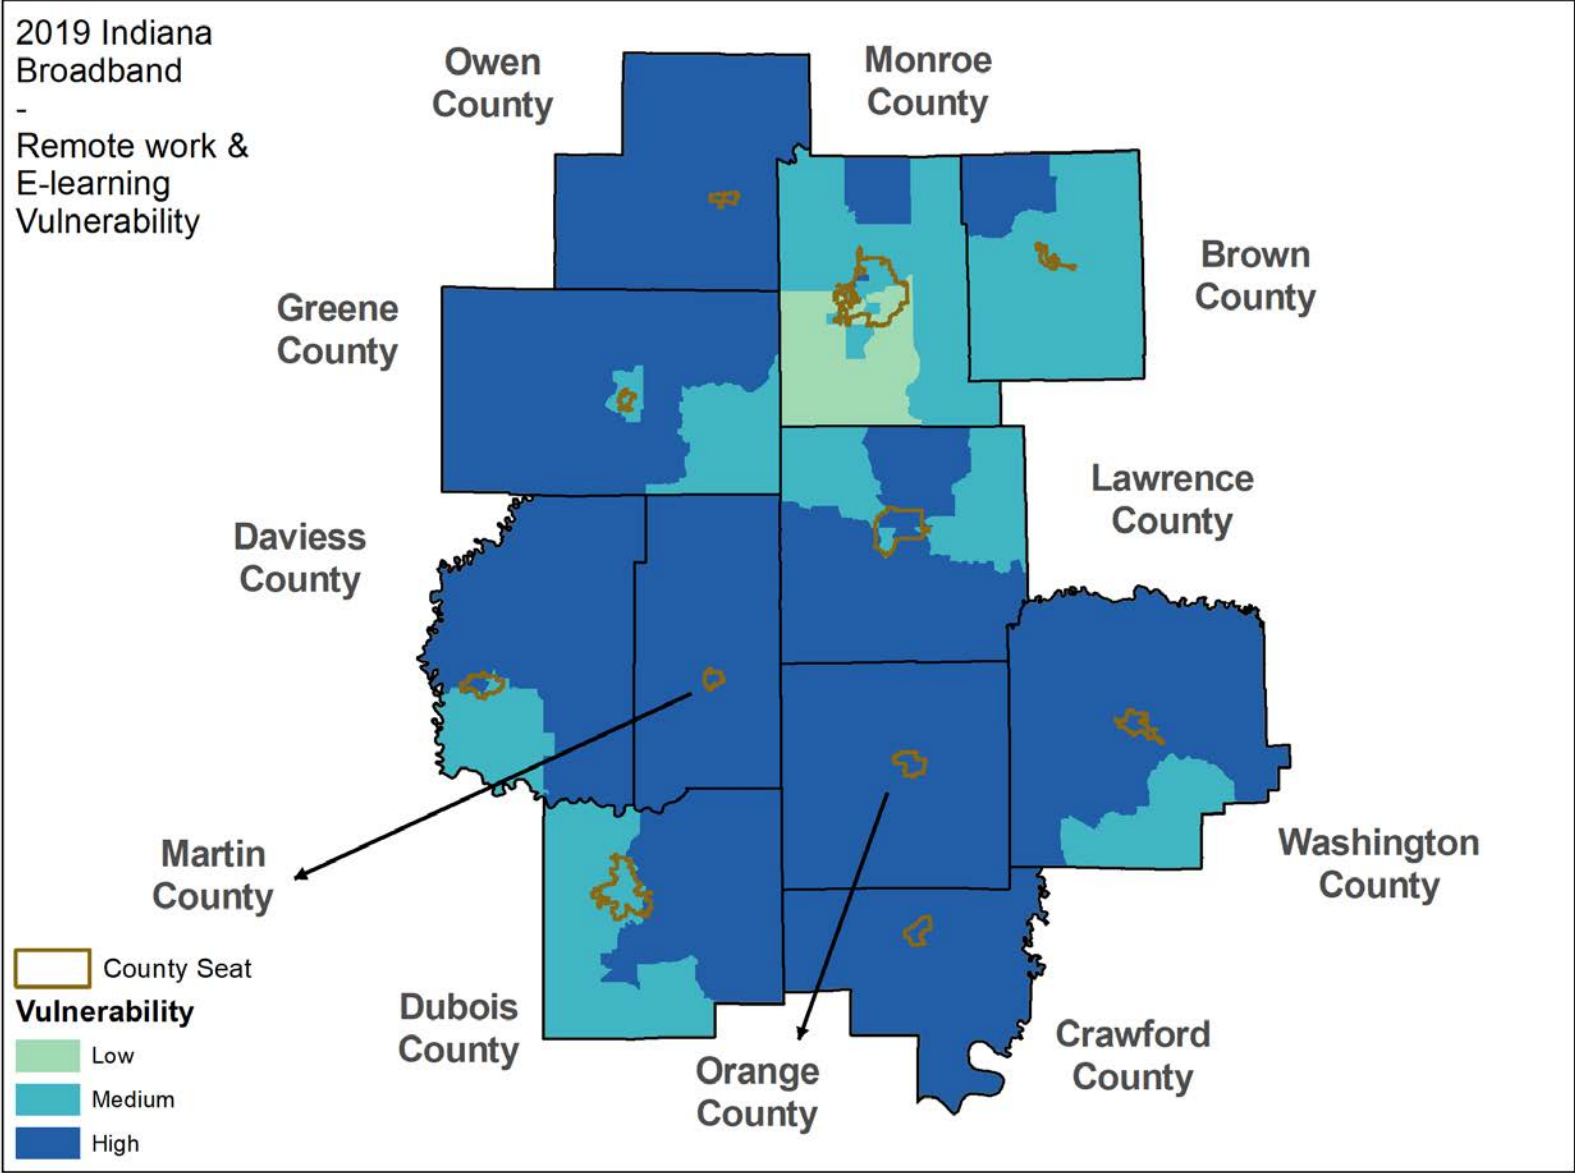 2019 Indiana
Broadband
-
Remote work &
E-learning
Vulnerability
Owen
County
Monroe
County
Brown
County
Greene
County
Lawrence
County
Daviess
County
Martin
County
Washington
County
Dubois
County
Orange
County
Crawford
County
County Seat
Vulnerability
Low
Medium
High